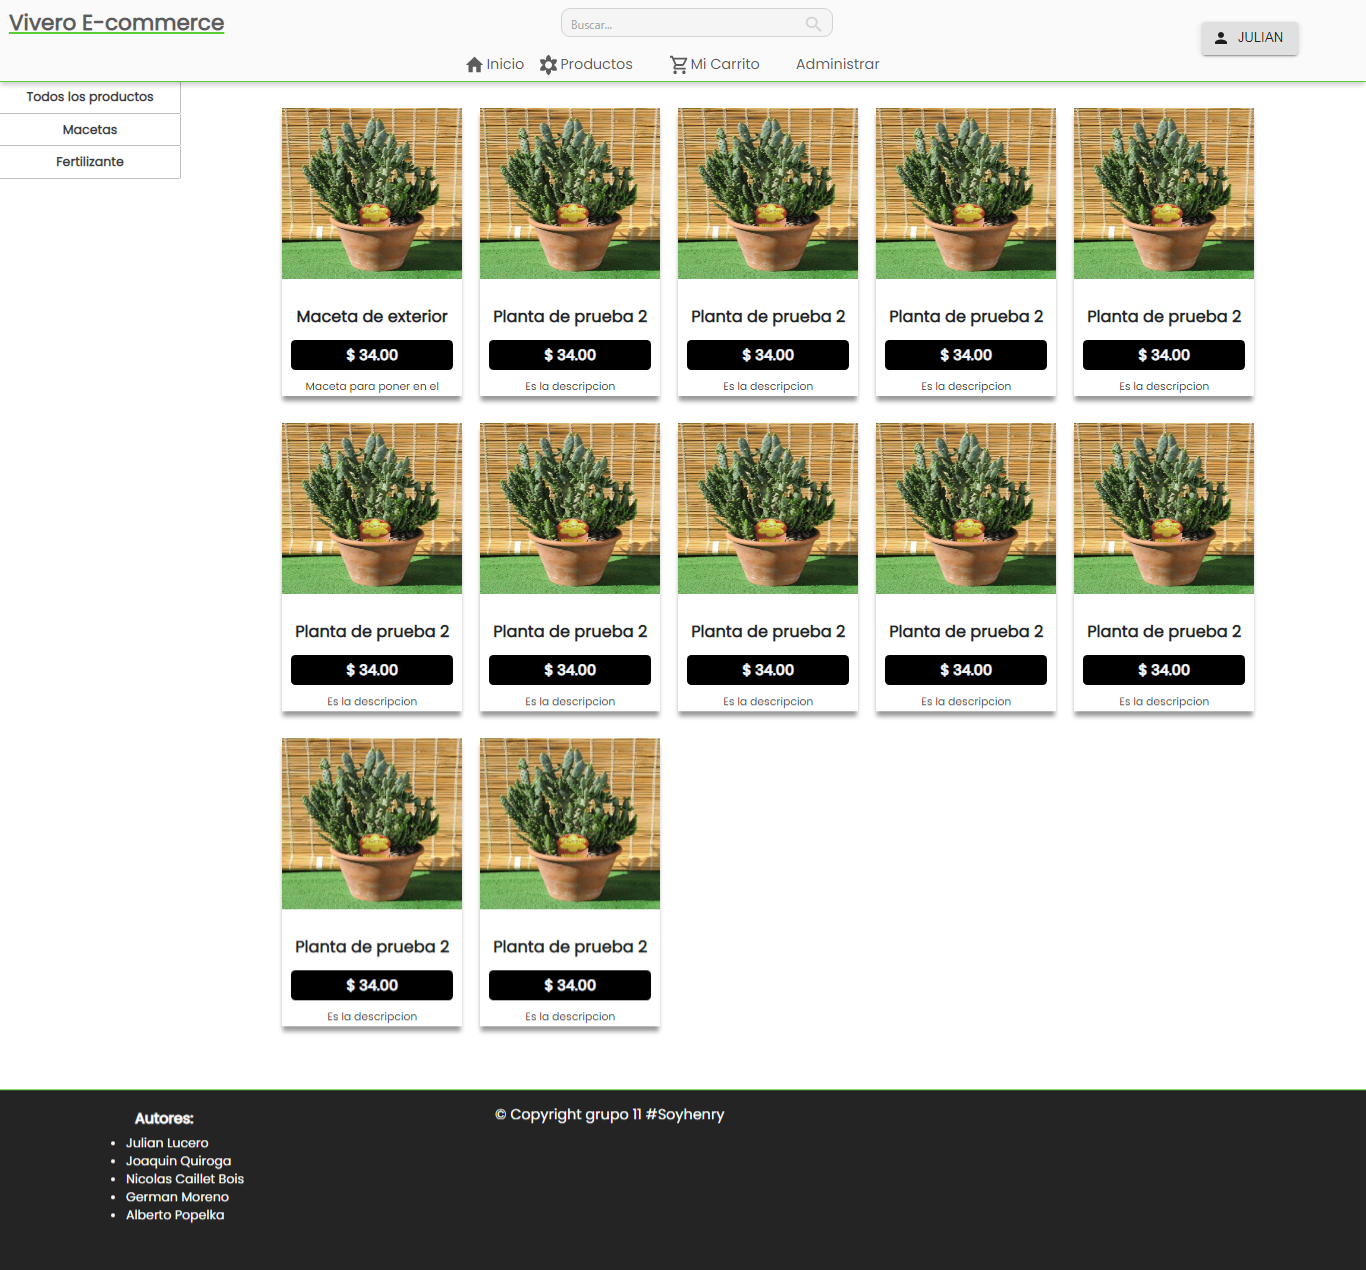 Vivero E-commerce
Buscar...
JULIAN
Inicio
Productos
Mi Carrito
Administrar
Todos los productos
Macetas
Fertilizante
Maceta de exterior
$ 34.00
Maceta para poner en el
Planta de prueba 2
$ 34.00
Es la descripcion
Planta de prueba 2
$ 34.00
Es la descripcion
Planta de prueba 2
$ 34.00
Es la descripcion
Planta de prueba 2
$ 34.00
Es la descripcion
Planta de prueba 2
$ 34.00
Es la descripcion
Planta de prueba 2
$ 34.00
Es la descripcion
Planta de prueba 2
$ 34.00
Es la descripcion
Planta de prueba 2
$ 34.00
Es la descripcion
Planta de prueba 2
$ 34.00
Es la descripcion
Planta de prueba 2
$ 34.00
Es la descripcion
Planta de prueba 2
$ 34.00
Es la descripcion
Autores:
Julian Lucero
Joaquin Quiroga
Nicolas Caillet Bois
German Moreno
Alberto Popelka
© Copyright grupo 11 #Soyhenry